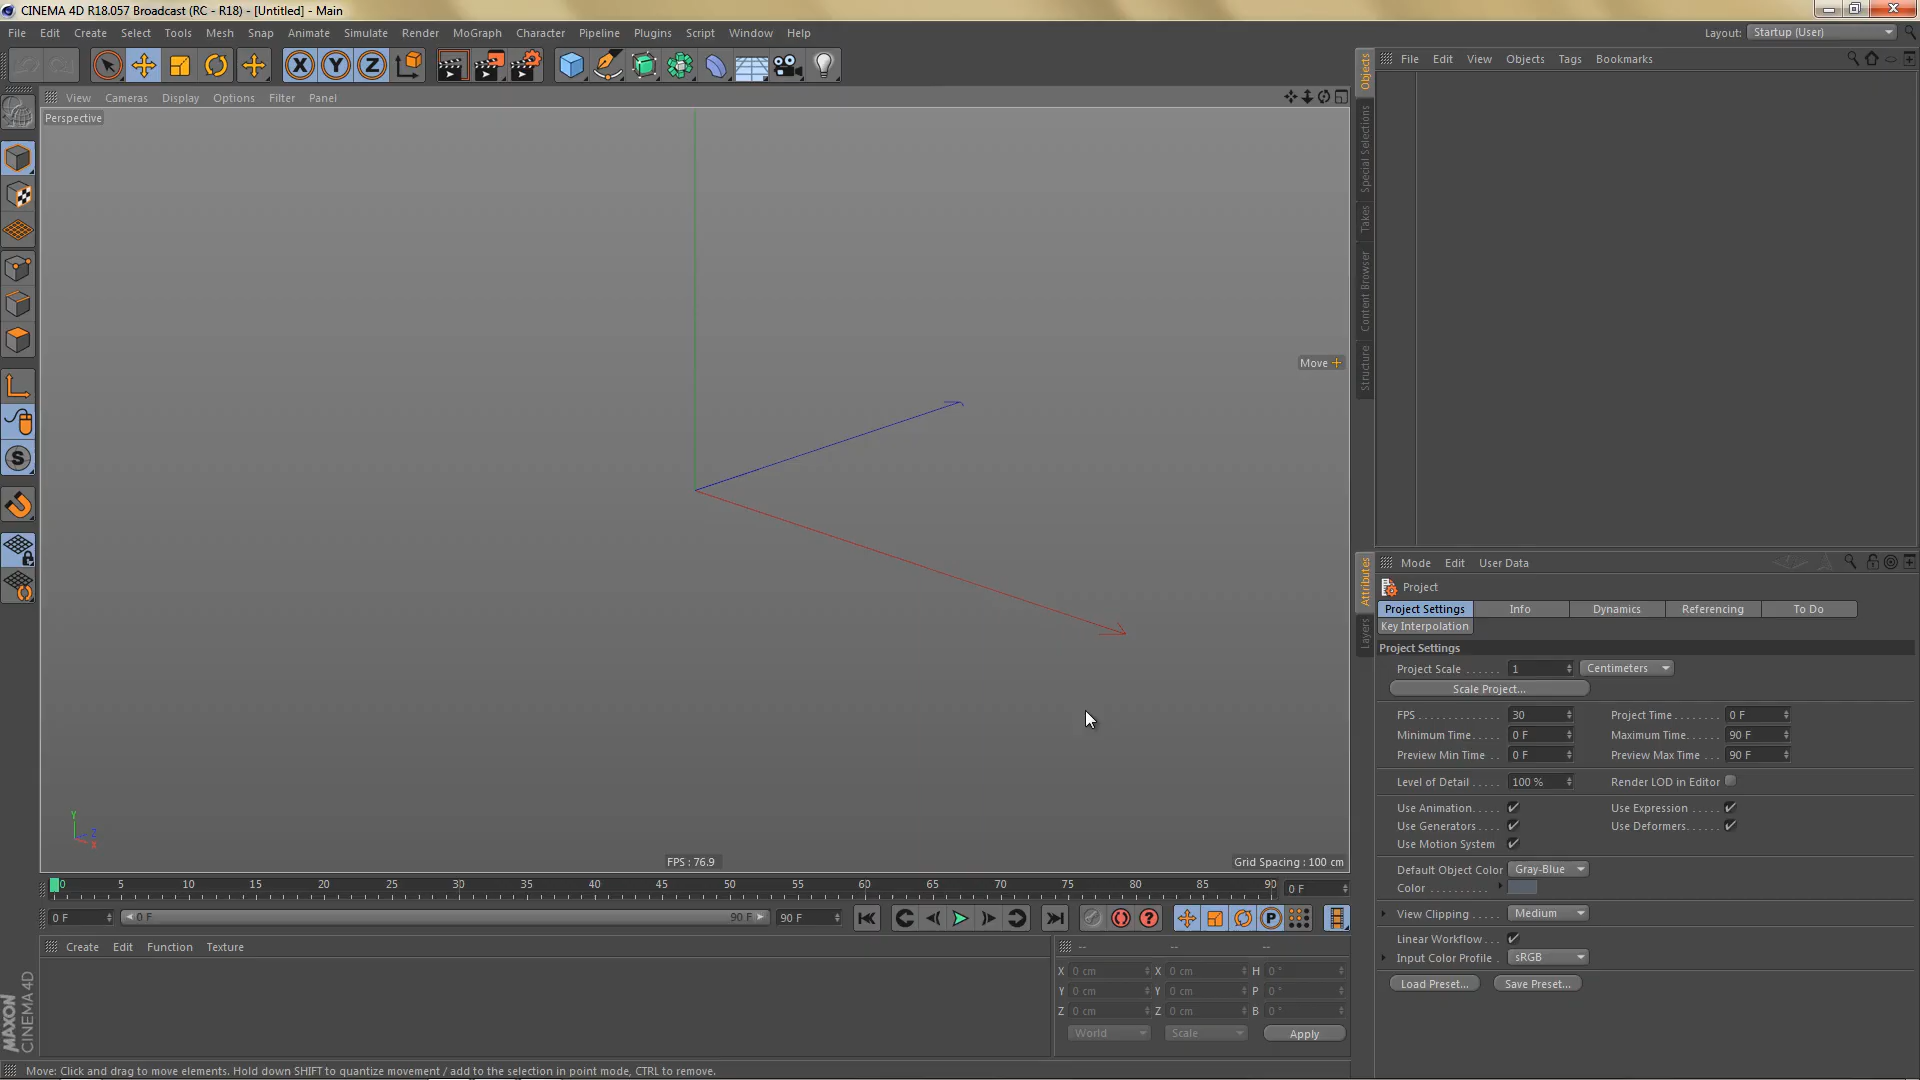 CINEMA 4D R18.057 Broadcast (RC - R18) - [Untitled] - Main
File Edit Create Select Tools Mesh Snap Animate Simulate Render MoGraph Character Pipeline Plugins Script Window Help
Layout: Startup (User)
X Y Z
File Edit View Objects Tags Bookmarks
View Cameras Display Options Filter Panel
Perspective
Objects
Special Selections
Takes
Content Browser
Structure
Move +
S
Attributes
Layers
Mode Edit User Data
Project
Project Settings Info Dynamics Referencing To Do
Key Interpolation
Project Settings
Project Scale 1 Centimeters
Scale Project...
FPS 30 Project Time 0 F
Minimum Time 0 F Maximum Time 90 F
Preview Min Time 0 F Preview Max Time 90 F
Level of Detail 100 % Render LOD in Editor
Use Animation Use Expression
Use Generators Use Deformers
Use Motion System
Default Object Color Gray-Blue
Color
View Clipping Medium
Linear Workflow
Input Color Profile sRGB
Load Preset... Save Preset...
Y
Z
X
FPS : 76.9
Grid Spacing : 100 cm
0 5 10 15 20 25 30 35 40 45 50 55 60 65 70 75 80 85 90 0 F
0 F 0 F 90 F 90 F ? P
Create Edit Function Texture
-- -- --
X 0 cm X 0 cm H 0 °
Y 0 cm Y 0 cm P 0 °
Z 0 cm Z 0 cm B 0 °
World Scale Apply
MAXON
CINEMA 4D
Move: Click and drag to move elements. Hold down SHIFT to quantize movement / add to the selection in point mode, CTRL to remove.